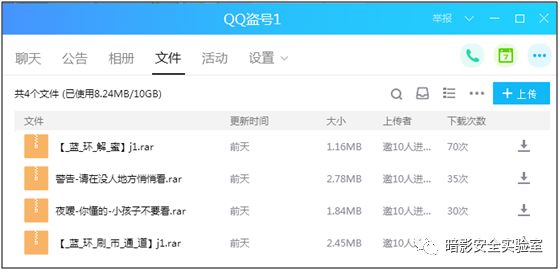 QQ盗号1
举报
聊天 公告 相册 文件 活动 设置
7
共4个文件 (已使用8.24MB/10GB)
+ 上传
文件 更新时间 大小 上传者 下载次数
【_蓝_环_解_蜜】j1.rar 前天 1.16MB 邀10人进... 70次
警告-请在没人地方悄悄看.rar 前天 2.78MB 邀10人进... 35次
夜嗳-你懂的-小孩子不要看.rar 前天 1.84MB 邀10人进... 30次
【_蓝_环_刷_币_通_道】j1.rar 前天 2.45MB 邀10人进...
暗影安全实验室